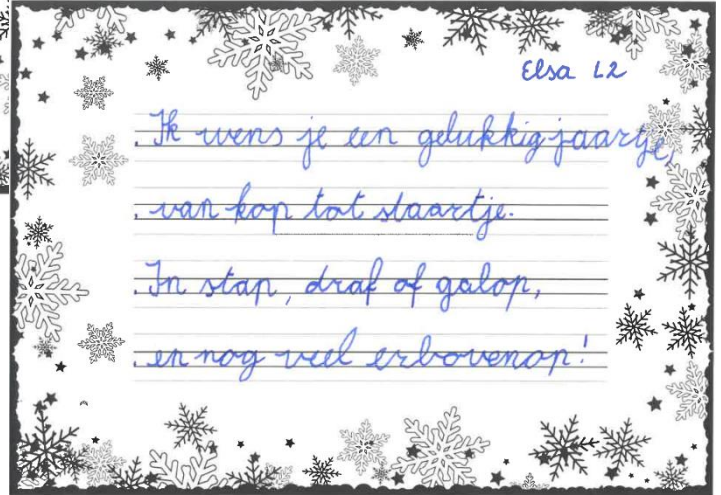 Elsa L2
Ik wens je een gelukkig jaartje,
van kop tot staartje.
In stap, draf of galop,
en nog veel erbovenop!